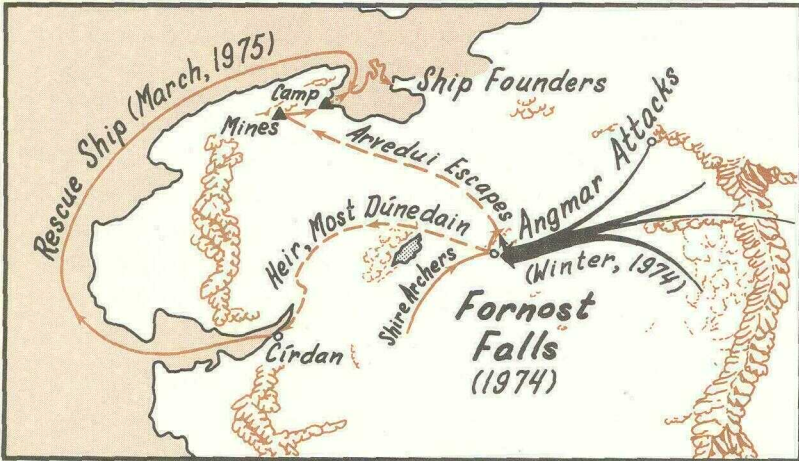 Rescue Ship (March, 1975)
Camp
Ship Founders
Mines
Arvedui Escapes
Angmar Attacks
Heir, Most Dúnedain
(Winter, 1974)
Shire Archers
Fornost
Falls
(1974)
Círdan